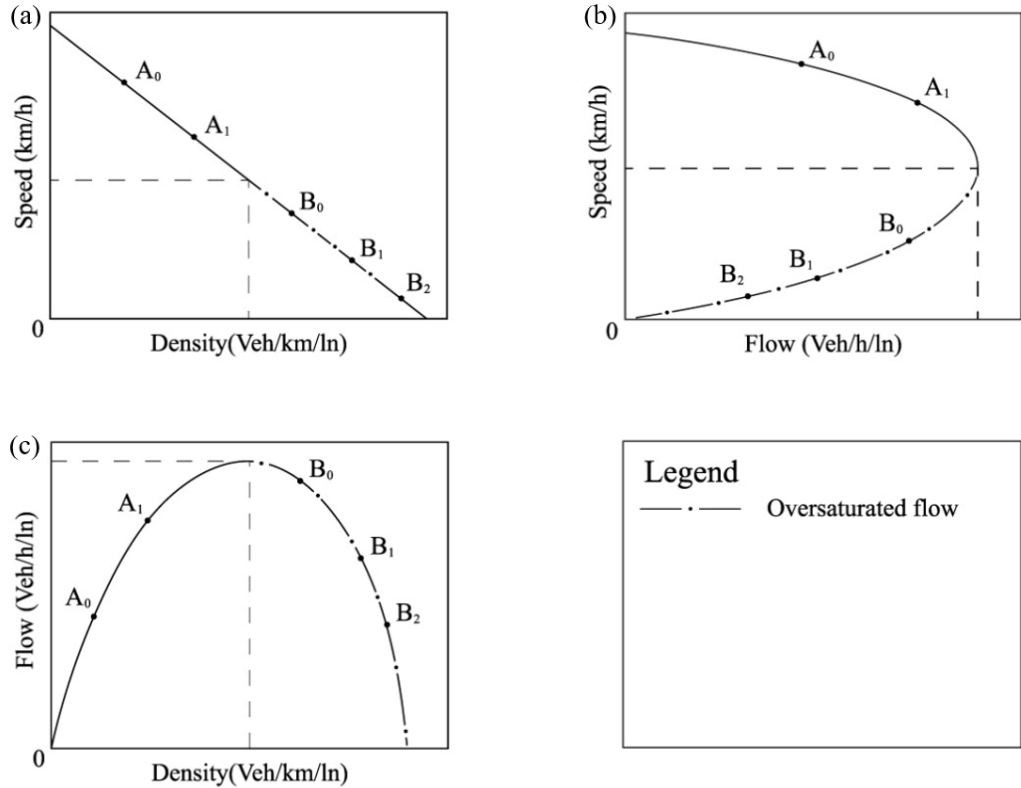 (a)
A₀
A₁
B₀
B₁
B₂
Speed (km/h)
0
Density(Veh/km/ln)
(b)
A₀
A₁
B₀
B₁
B₂
Speed (km/h)
0
Flow (Veh/h/ln)
(c)
B₀
A₁
B₁
A₀
B₂
Flow (Veh/h/ln)
0
Density(Veh/km/ln)
Legend
Oversaturated flow